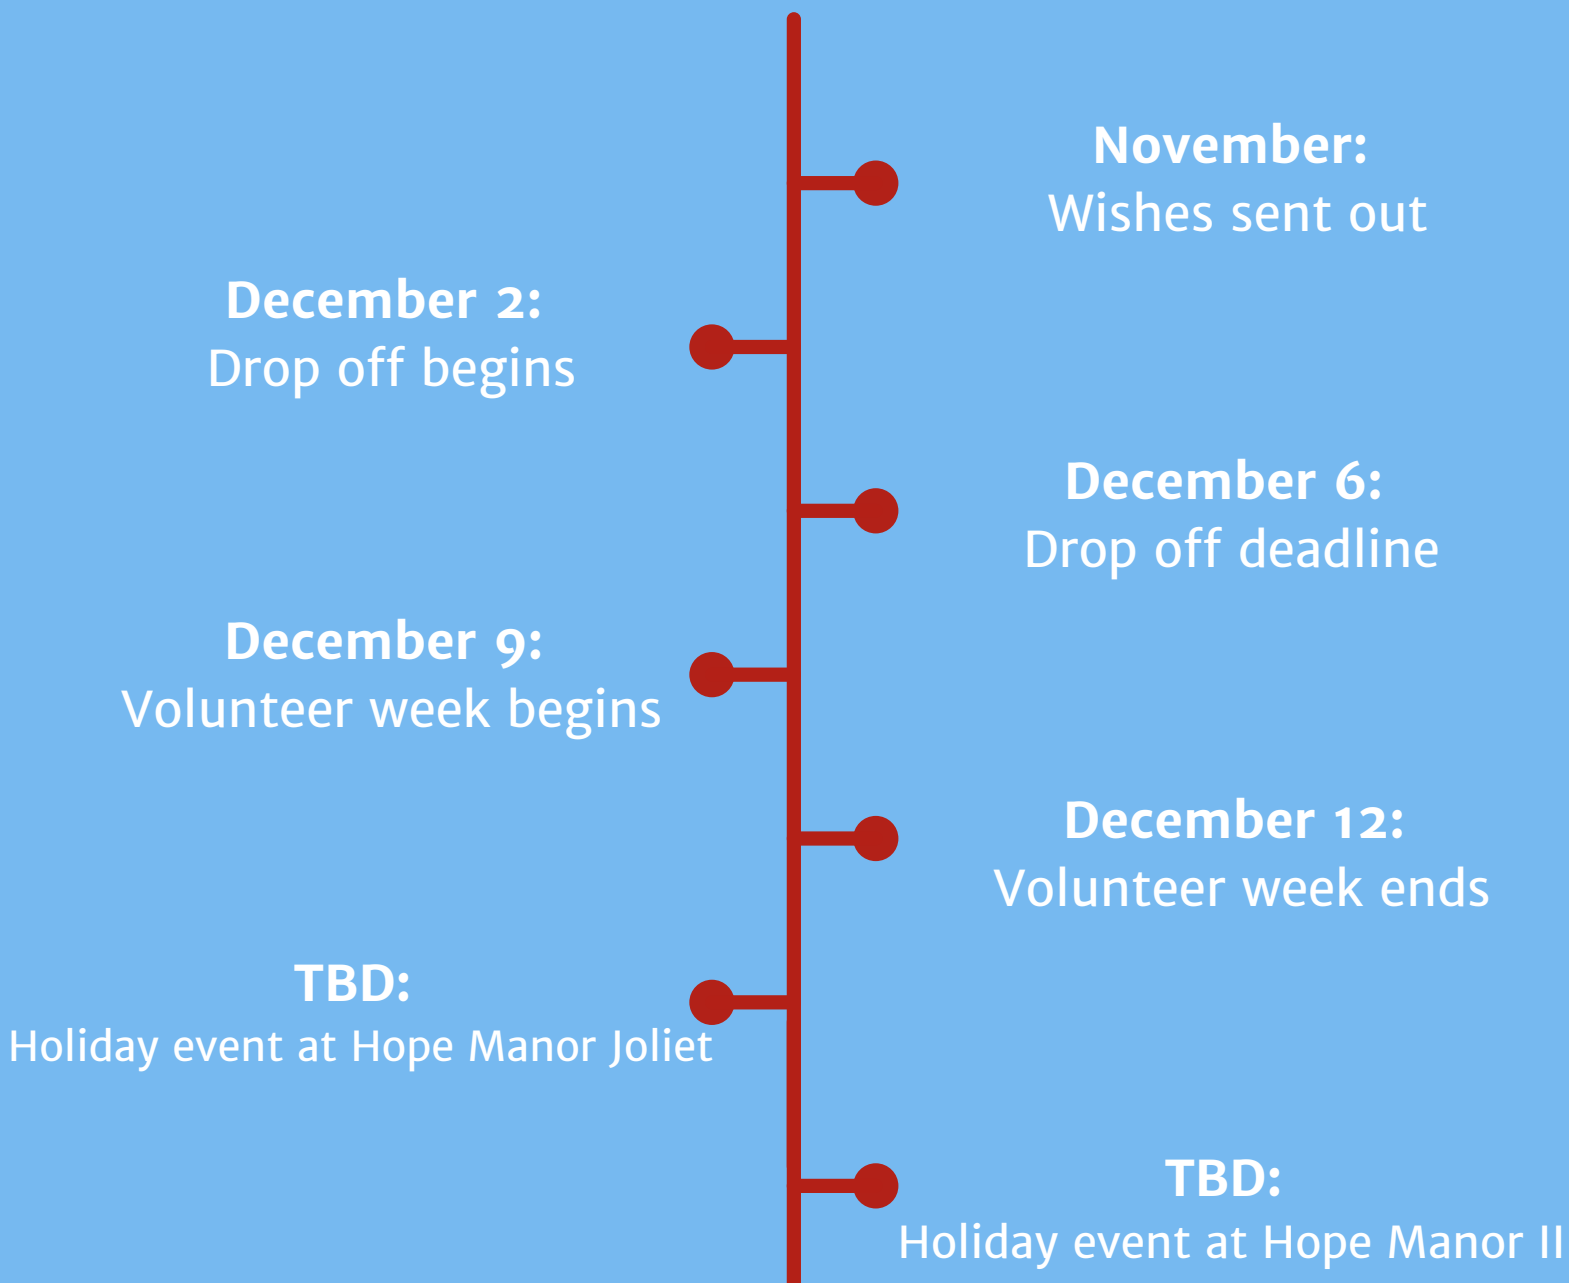 November:
Wishes sent out
December 2:
Drop off begins
December 6:
Drop off deadline
December 9:
Volunteer week begins
December 12:
Volunteer week ends
TBD:
Holiday event at Hope Manor Joliet
TBD:
Holiday event at Hope Manor II